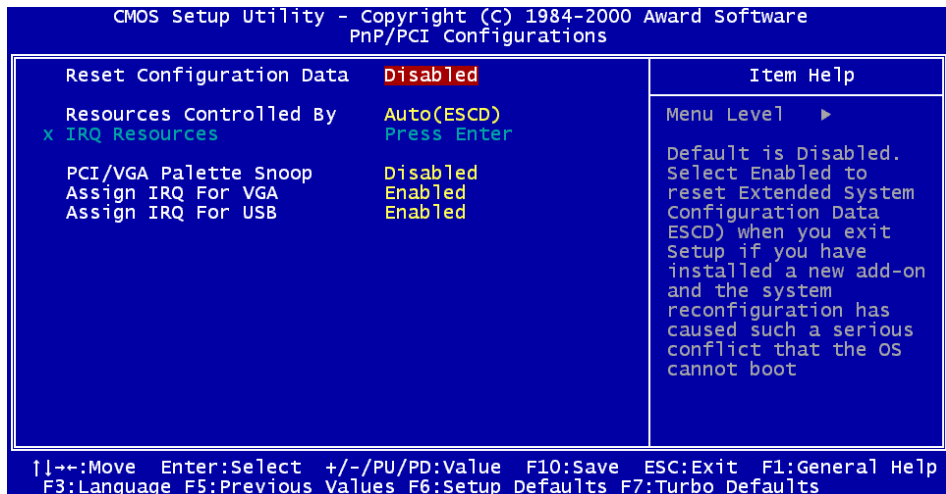 CMOS Setup Utility - Copyright (C) 1984-2000 Award Software
PnP/PCI Configurations
Reset Configuration Data Disabled
Resources Controlled By Auto(ESCD)
x IRQ Resources Press Enter
PCI/VGA Palette Snoop Disabled
Assign IRQ For VGA Enabled
Assign IRQ For USB Enabled
Item Help
Menu Level ▶
Default is Disabled.
Select Enabled to
reset Extended System
Configuration Data
ESCD) when you exit
Setup if you have
installed a new add-on
and the system
reconfiguration has
caused such a serious
conflict that the OS
cannot boot
↑↓→←:Move Enter:Select +/-/PU/PD:Value F10:Save ESC:Exit F1:General Help
F3:Language F5:Previous Values F6:Setup Defaults F7:Turbo Defaults